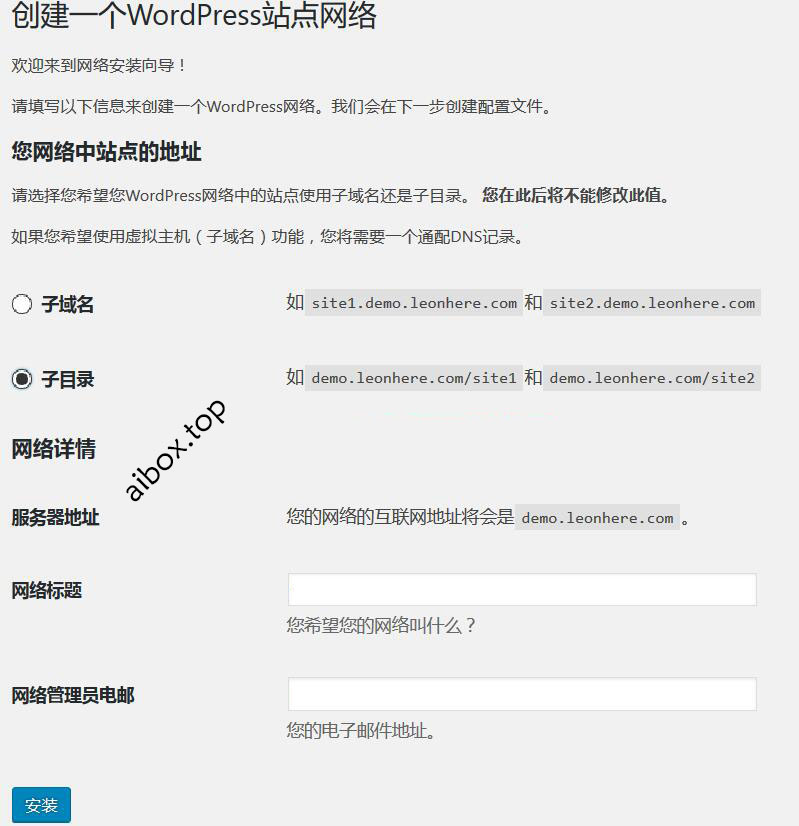 创建一个WordPress站点网络
欢迎来到网络安装向导！
请填写以下信息来创建一个WordPress网络。我们会在下一步创建配置文件。
您网络中站点的地址
请选择您希望您WordPress网络中的站点使用子域名还是子目录。 您在此后将不能修改此值。
如果您希望使用虚拟主机（子域名）功能，您将需要一个通配DNS记录。
子域名 如 site1.demo.leonhere.com 和 site2.demo.leonhere.com
子目录 如 demo.leonhere.com/site1 和 demo.leonhere.com/site2
aibox.top
网络详情
服务器地址 您的网络的互联网地址将会是 demo.leonhere.com 。
网络标题
您希望您的网络叫什么？
网络管理员电邮
您的电子邮件地址。
安装